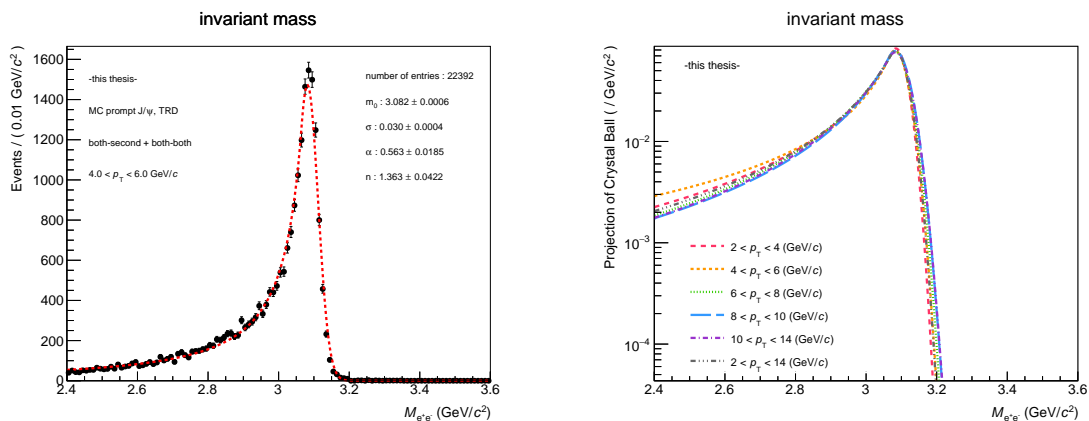 invariant mass
Events / ( 0.01 GeV/c²)
1600
1400
1200
1000
800
600
400
200
0
-this thesis-
MC prompt J/ψ, TRD
both-second + both-both
4.0 < p_T < 6.0 GeV/c
number of entries : 22392
m₀ : 3.082 ± 0.0006
σ : 0.030 ± 0.0004
α : 0.563 ± 0.0185
n : 1.363 ± 0.0422
2.4 2.6 2.8 3 3.2 3.4 3.6
M_e⁺e⁻ (GeV/c²)
invariant mass
Projection of Crystal Ball ( / GeV/c²)
10⁻²
10⁻³
10⁻⁴
-this thesis-
2 < p_T < 4 (GeV/c)
4 < p_T < 6 (GeV/c)
6 < p_T < 8 (GeV/c)
8 < p_T < 10 (GeV/c)
10 < p_T < 14 (GeV/c)
2 < p_T < 14 (GeV/c)
2.4 2.6 2.8 3 3.2 3.4 3.6
M_e⁺e⁻ (GeV/c²)